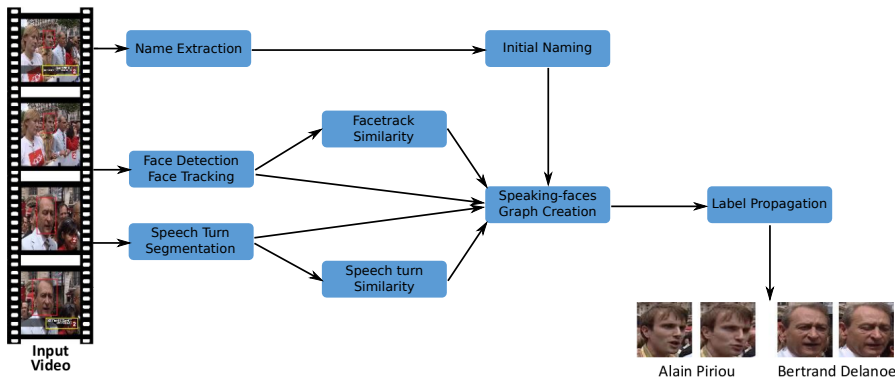 Name Extraction
Initial Naming
Facetrack
Similarity
Face Detection
Face Tracking
Speaking-faces
Graph Creation
Label Propagation
Speech Turn
Segmentation
Speech turn
Similarity
Input
Video
Alain Piriou
Bertrand Delanoe